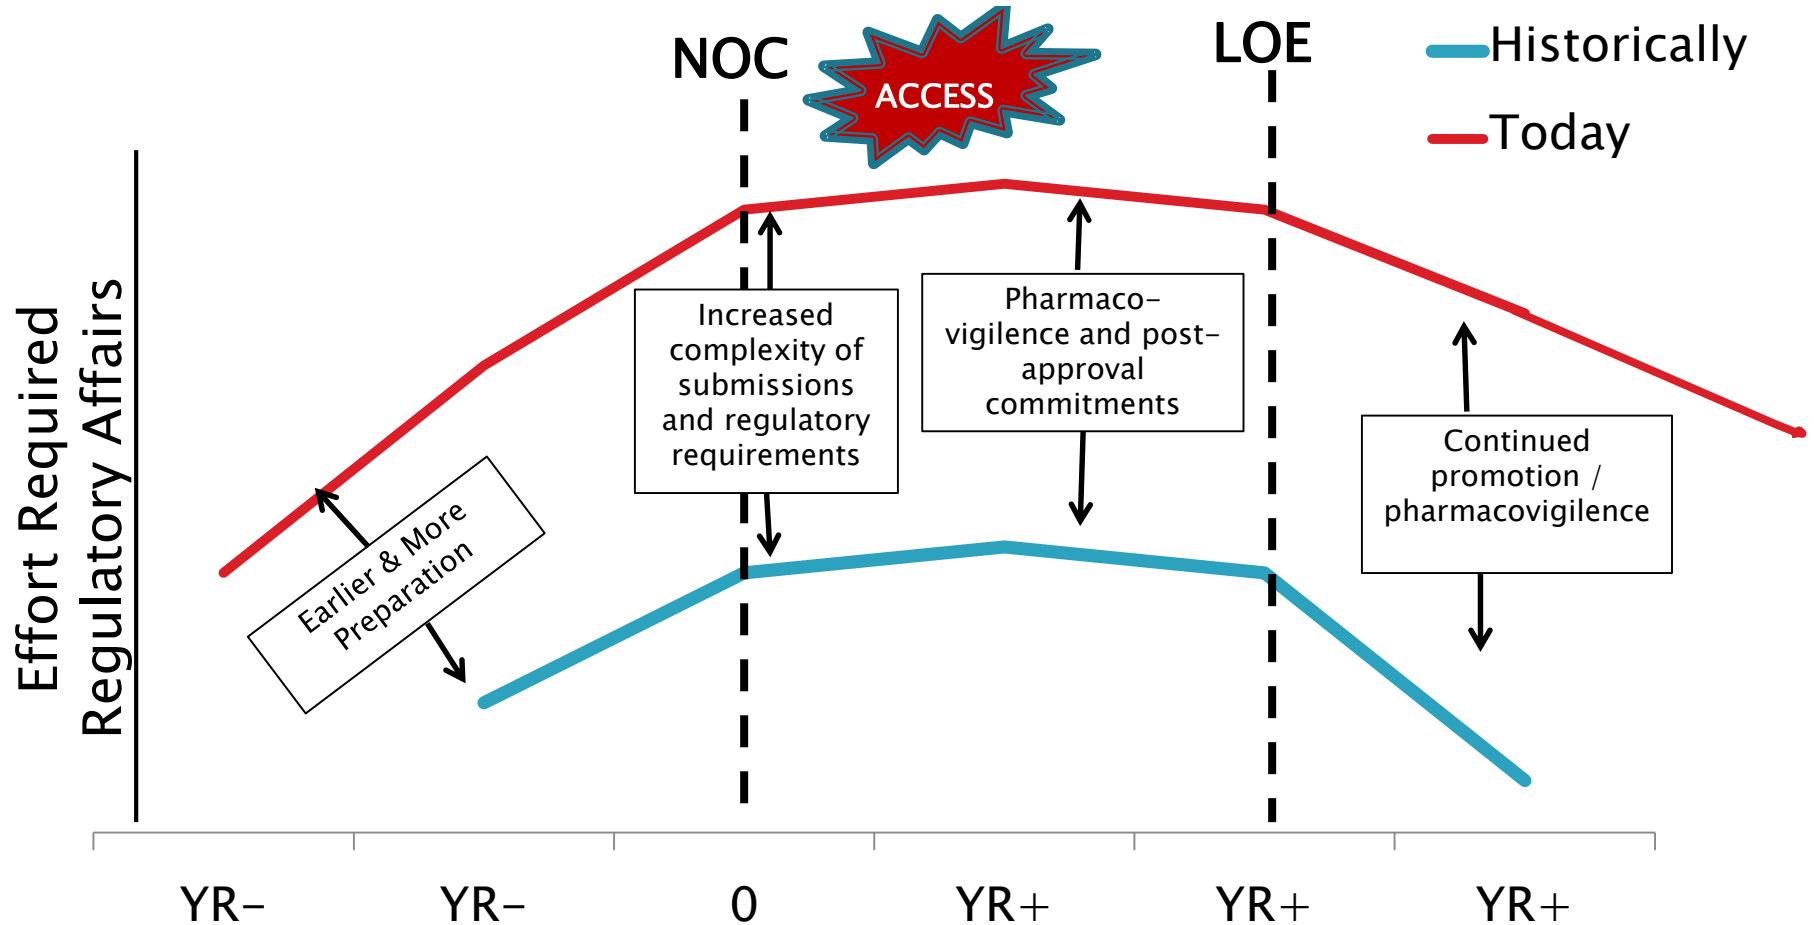 NOC
ACCESS
LOE
Historically
Today
Effort Required
Regulatory Affairs
Earlier & More
Preparation
Increased
complexity of
submissions
and regulatory
requirements
Pharmaco-
vigilence and post-
approval
commitments
Continued
promotion /
pharmacovigilence
YR-
YR-
0
YR+
YR+
YR+